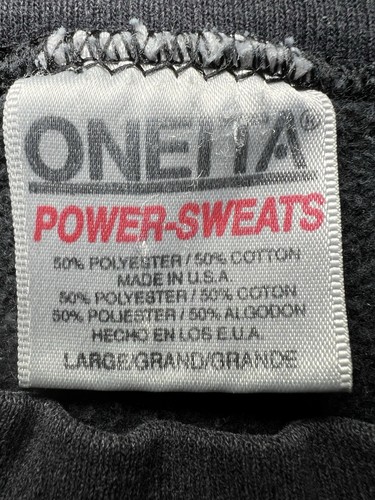 ONEITA®
POWER-SWEATS
50% POLYESTER / 50% COTTON
MADE IN U.S.A.
50% POLYESTER / 50% COTON
50% POLIESTER / 50% ALGODON
HECHO EN LOS E.U.A.
LARGE/GRAND/GRANDE